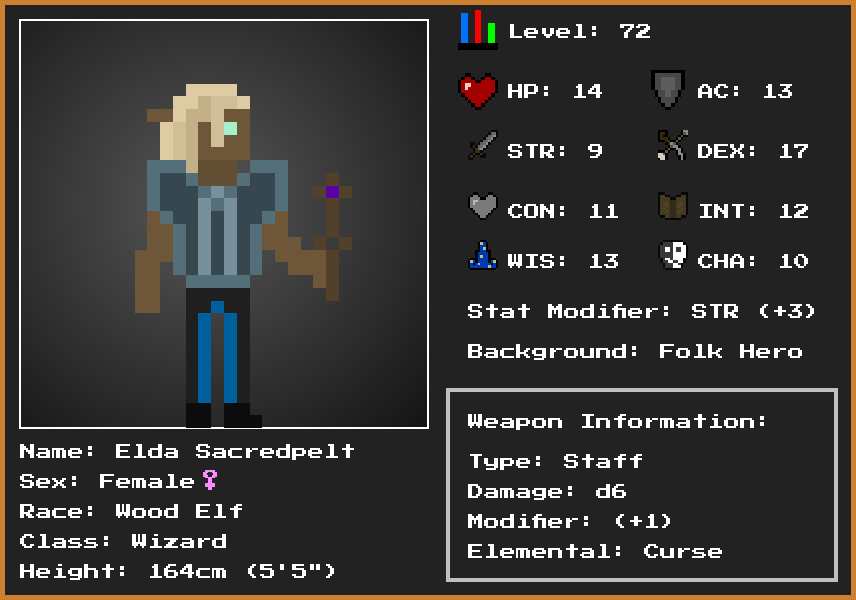 Level: 72
HP: 14 AC: 13
STR: 9 DEX: 17
CON: 11 INT: 12
WIS: 13 CHA: 10
Stat Modifier: STR (+3)
Background: Folk Hero
Name: Elda Sacredpelt
Sex: Female♀
Race: Wood Elf
Class: Wizard
Height: 164cm (5'5")
Weapon Information:
Type: Staff
Damage: d6
Modifier: (+1)
Elemental: Curse